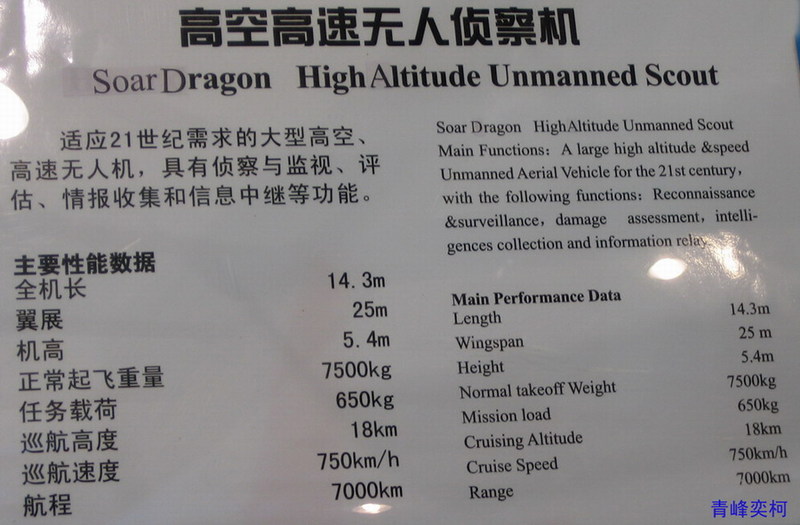 高空高速无人侦察机
Soar Dragon High Altitude Unmanned Scout
适应21世纪需求的大型高空、
高速无人机，具有侦察与监视、评
估、情报收集和信息中继等功能。
主要性能数据
全机长 14.3m
翼展 25m
机高 5.4m
正常起飞重量 7500kg
任务载荷 650kg
巡航高度 18km
巡航速度 750km/h
航程 7000km
Soar Dragon HighAltitude Unmanned Scout
Main Functions: A large high altitude &speed
Unmanned Aerial Vehicle for the 21st century,
with the following functions: Reconnaissance
&surveillance, damage assessment, intelli-
gences collection and information relay.
Main Performance Data
Length 14.3m
Wingspan 25 m
Height 5.4m
Normal takeoff Weight 7500kg
Mission load 650kg
Cruising Altitude 18km
Cruise Speed 750km/h
Range 7000km
青峰奕柯